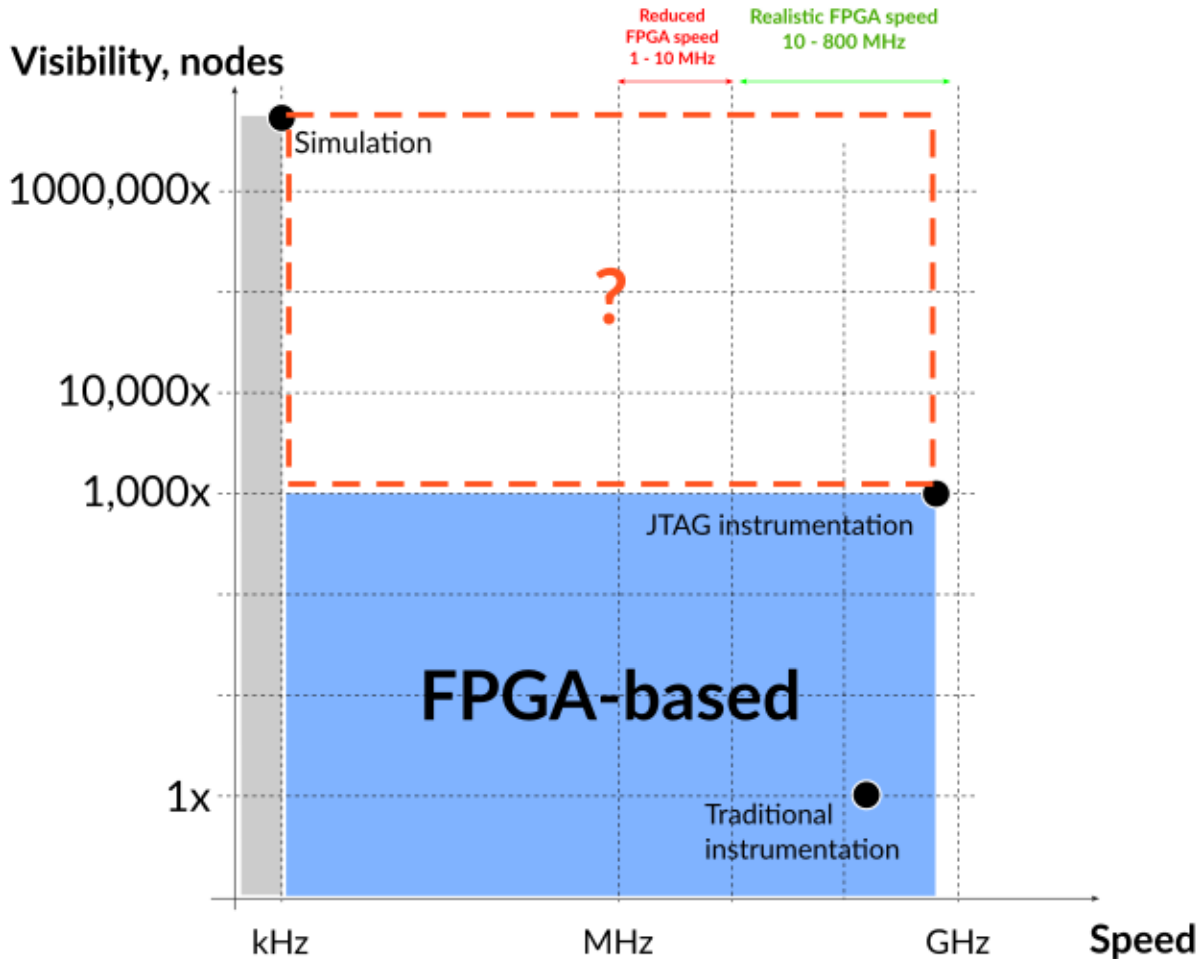 Reduced
FPGA speed
1 - 10 MHz
Realistic FPGA speed
10 - 800 MHz
Visibility, nodes
Simulation
1000,000x
?
10,000x
1,000x
JTAG instrumentation
FPGA-based
1x
Traditional
instrumentation
kHz
MHz
GHz
Speed